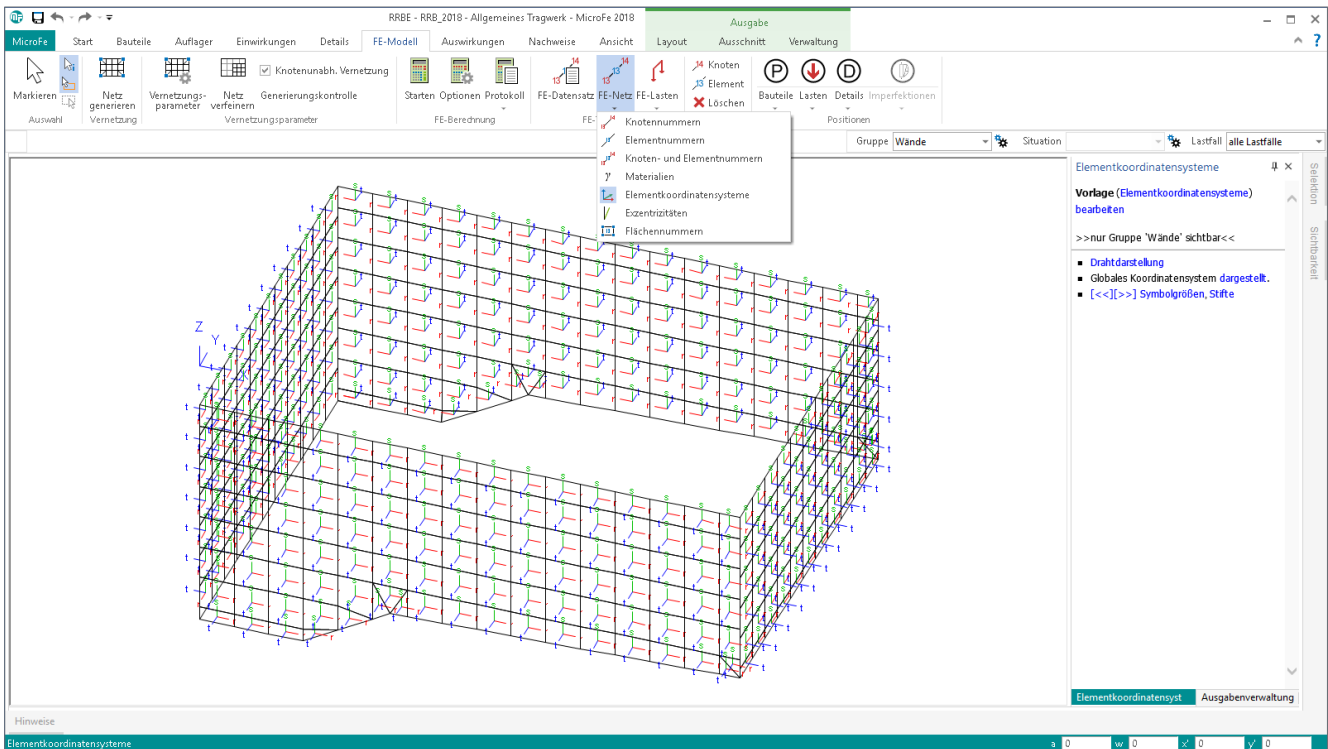 RRBE - RRB_2018 - Allgemeines Tragwerk - MicroFe 2018
Ausgabe
MicroFe Start Bauteile Auflager Einwirkungen Details FE-Modell Auswirkungen Nachweise Ansicht Layout Ausschnitt Verwaltung
Markieren
Auswahl
Netz
generieren
Vernetzung
Vernetzungs-
parameter
Netz
verfeinern
Knotenunabh. Vernetzung
Generierungskontrolle
Vernetzungsparameter
Starten Optionen Protokoll
FE-Berechnung
FE-Datensatz FE-Netz FE-Lasten
Knoten
Element
Löschen
Bauteile Lasten Details Imperfektionen
Positionen
Gruppe Wände Situation Lastfall alle Lastfälle
Knotennummern
Elementnummern
Knoten- und Elementnummern
Materialien
Elementkoordinatensysteme
Exzentrizitäten
Flächennummern
Z
Y
Elementkoordinatensysteme
Vorlage (Elementkoordinatensysteme)
bearbeiten
>>nur Gruppe 'Wände' sichtbar<<
Drahtdarstellung
Globales Koordinatensystem dargestellt.
[<<][>>] Symbolgrößen, Stifte
Selektion
Sichtbarkeit
Elementkoordinatensyst Ausgabenverwaltung
Hinweise
Elementkoordinatensysteme a 0 w 0 x' 0 y' 0